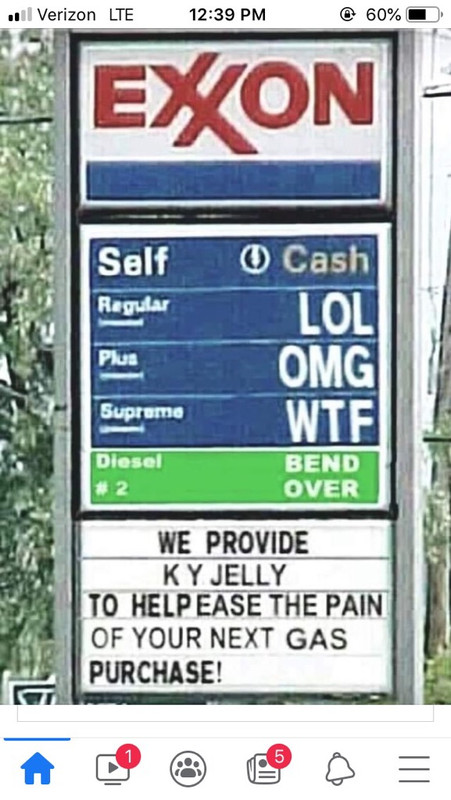 Verizon LTE 12:39 PM 60%
EXXON
Self Cash
Regular LOL
Plus OMG
Supreme WTF
Diesel BEND
# 2 OVER
WE PROVIDE
K Y JELLY
TO HELP EASE THE PAIN
OF YOUR NEXT GAS
PURCHASE!
1 5